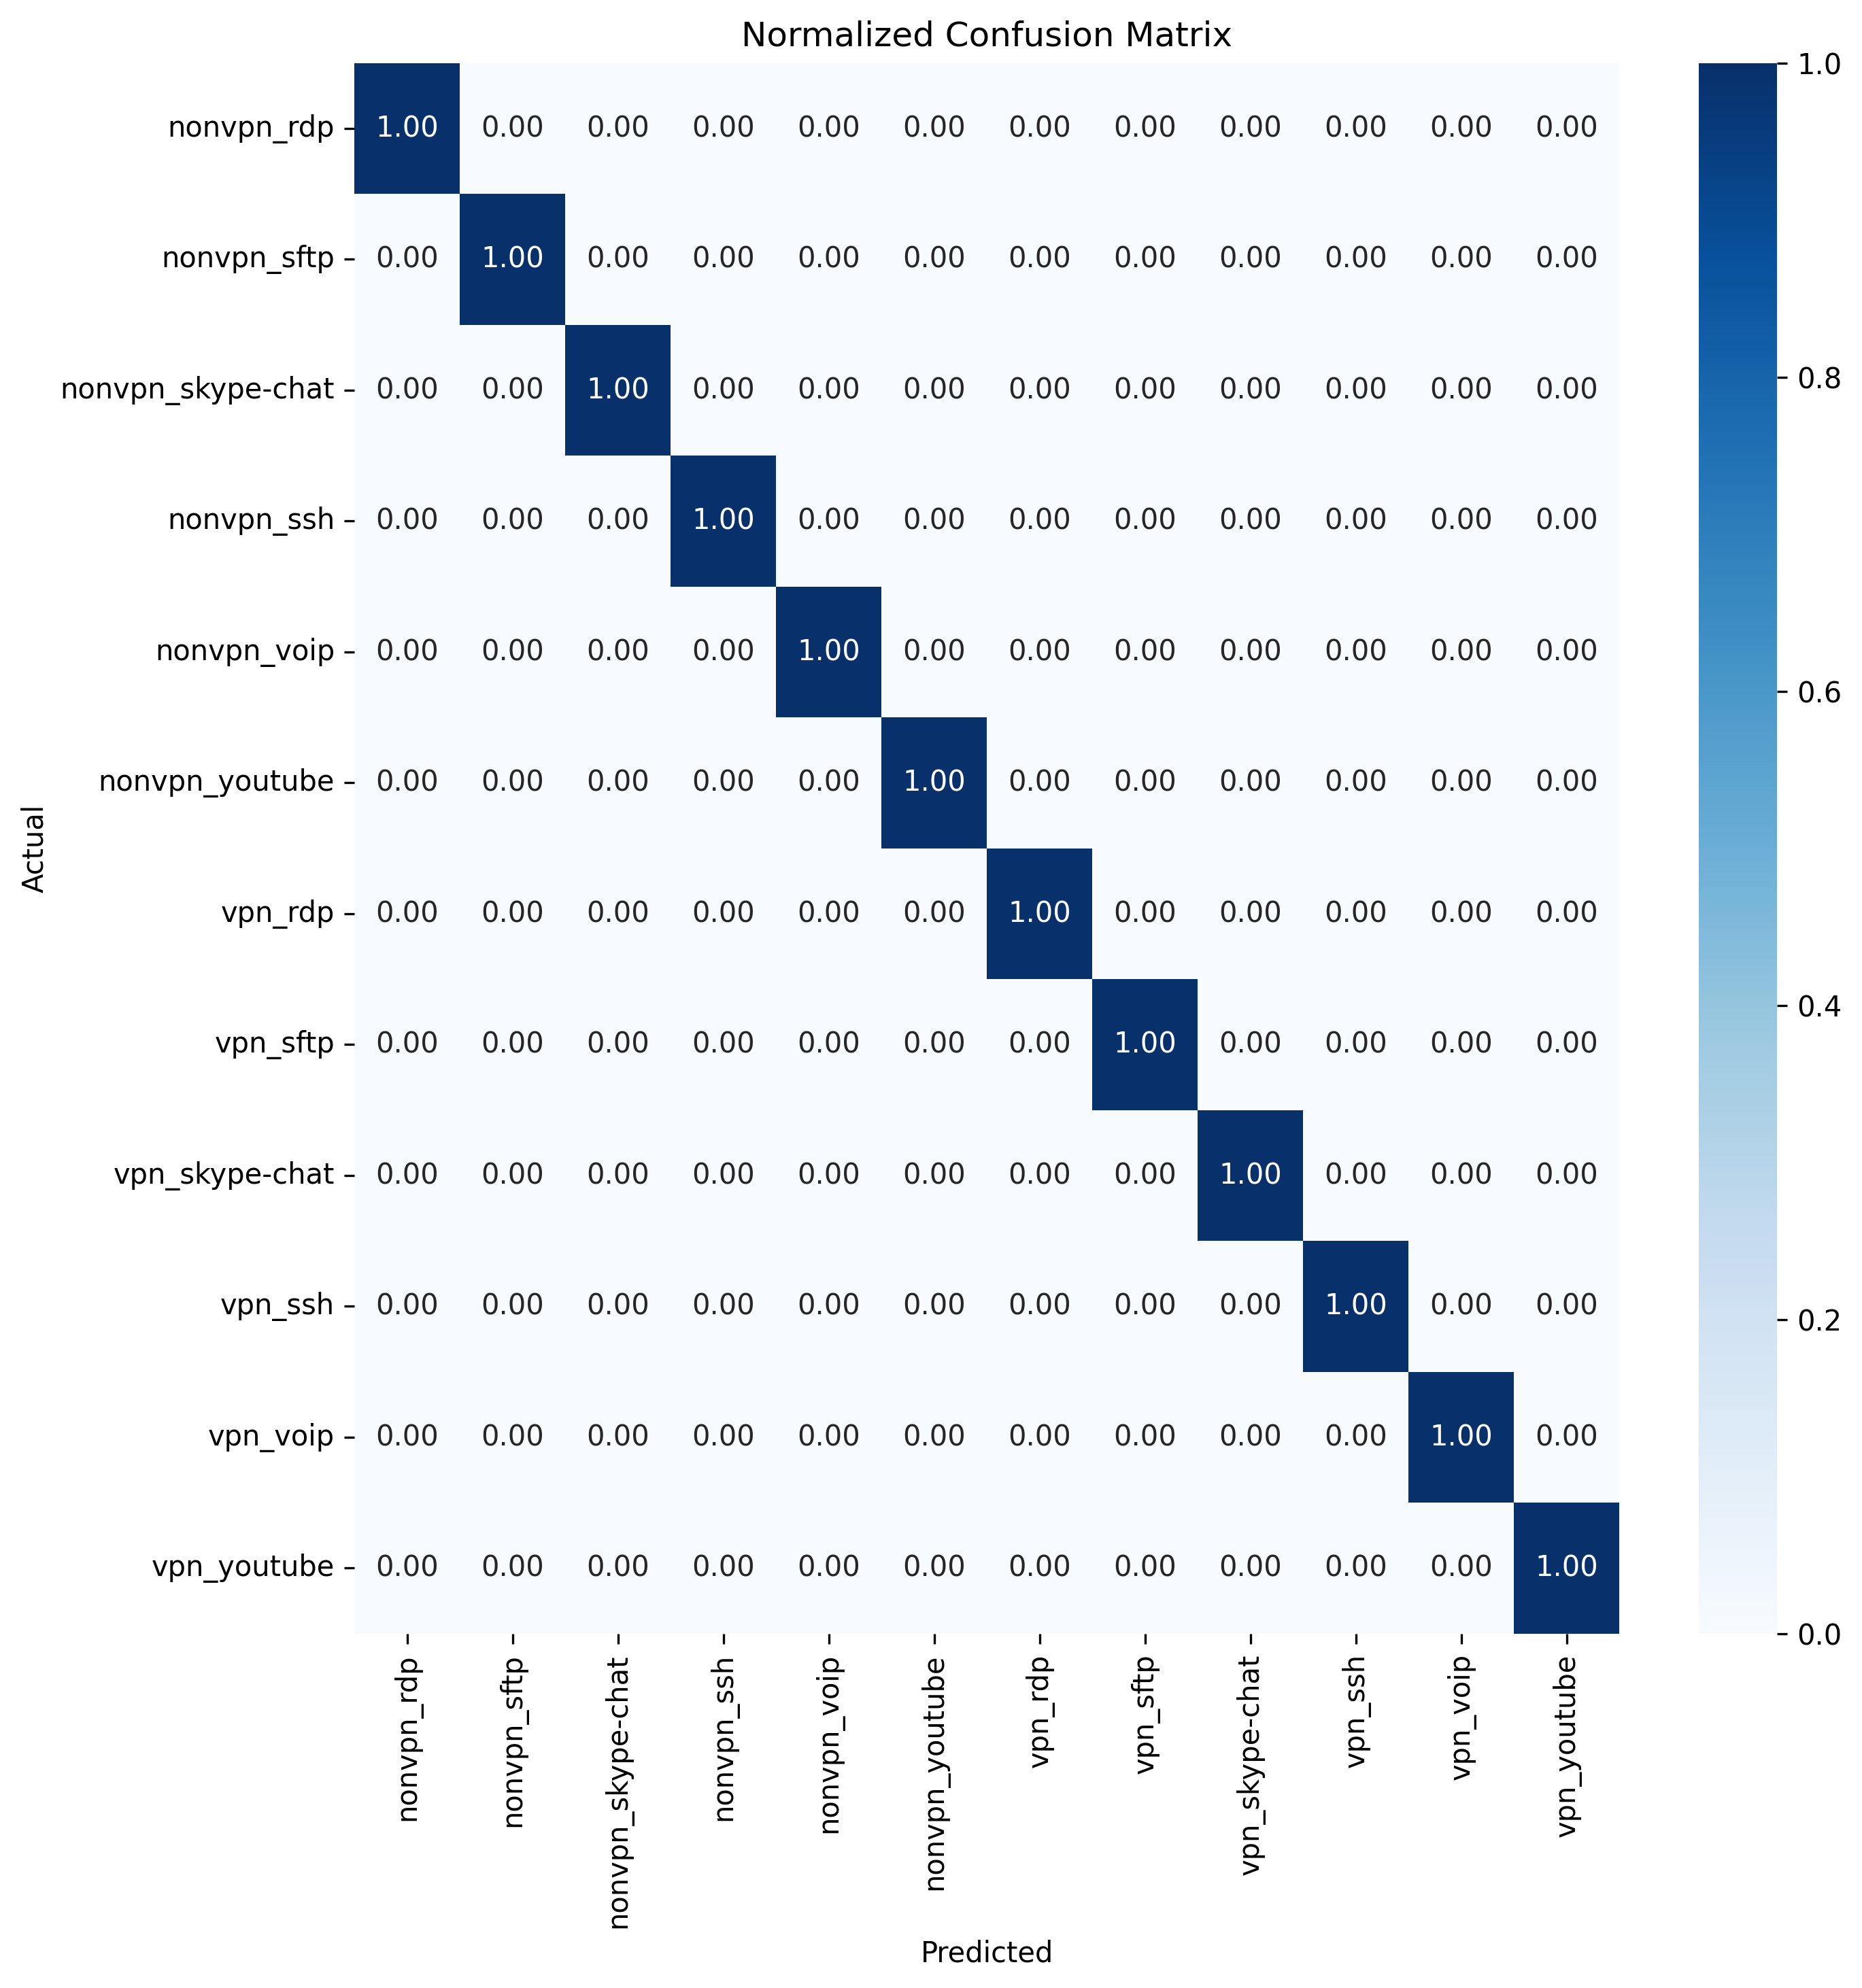 Normalized Confusion Matrix
nonvpn_rdp 1.00 0.00 0.00 0.00 0.00 0.00 0.00 0.00 0.00 0.00 0.00 0.00
nonvpn_sftp 0.00 1.00 0.00 0.00 0.00 0.00 0.00 0.00 0.00 0.00 0.00 0.00
nonvpn_skype-chat 0.00 0.00 1.00 0.00 0.00 0.00 0.00 0.00 0.00 0.00 0.00 0.00
nonvpn_ssh 0.00 0.00 0.00 1.00 0.00 0.00 0.00 0.00 0.00 0.00 0.00 0.00
nonvpn_voip 0.00 0.00 0.00 0.00 1.00 0.00 0.00 0.00 0.00 0.00 0.00 0.00
nonvpn_youtube 0.00 0.00 0.00 0.00 0.00 1.00 0.00 0.00 0.00 0.00 0.00 0.00
vpn_rdp 0.00 0.00 0.00 0.00 0.00 0.00 1.00 0.00 0.00 0.00 0.00 0.00
vpn_sftp 0.00 0.00 0.00 0.00 0.00 0.00 0.00 1.00 0.00 0.00 0.00 0.00
vpn_skype-chat 0.00 0.00 0.00 0.00 0.00 0.00 0.00 0.00 1.00 0.00 0.00 0.00
vpn_ssh 0.00 0.00 0.00 0.00 0.00 0.00 0.00 0.00 0.00 1.00 0.00 0.00
vpn_voip 0.00 0.00 0.00 0.00 0.00 0.00 0.00 0.00 0.00 0.00 1.00 0.00
vpn_youtube 0.00 0.00 0.00 0.00 0.00 0.00 0.00 0.00 0.00 0.00 0.00 1.00
Actual
nonvpn_rdp
nonvpn_sftp
nonvpn_skype-chat
nonvpn_ssh
nonvpn_voip
nonvpn_youtube
vpn_rdp
vpn_sftp
vpn_skype-chat
vpn_ssh
vpn_voip
vpn_youtube
Predicted
1.0
0.8
0.6
0.4
0.2
0.0